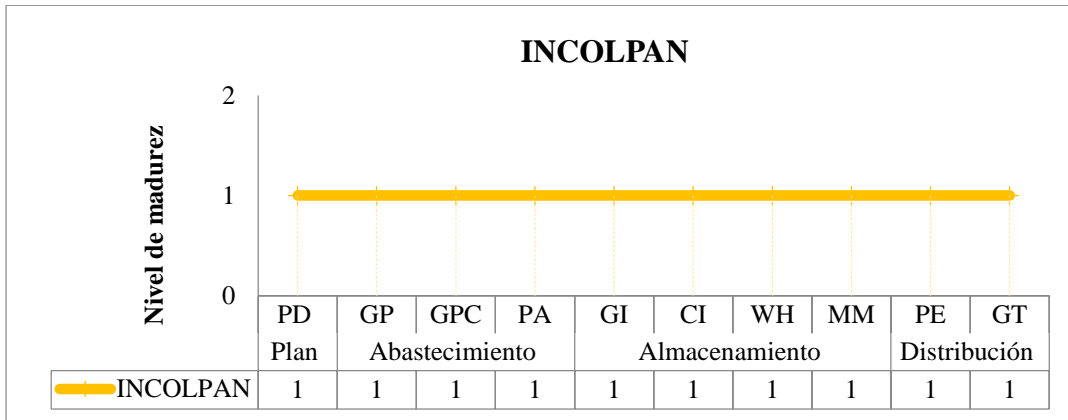 INCOLPAN
Nivel de madurez
2
1
0
PD GP GPC PA GI CI WH MM PE GT
Plan Abastecimiento Almacenamiento Distribución
INCOLPAN 1 1 1 1 1 1 1 1 1 1